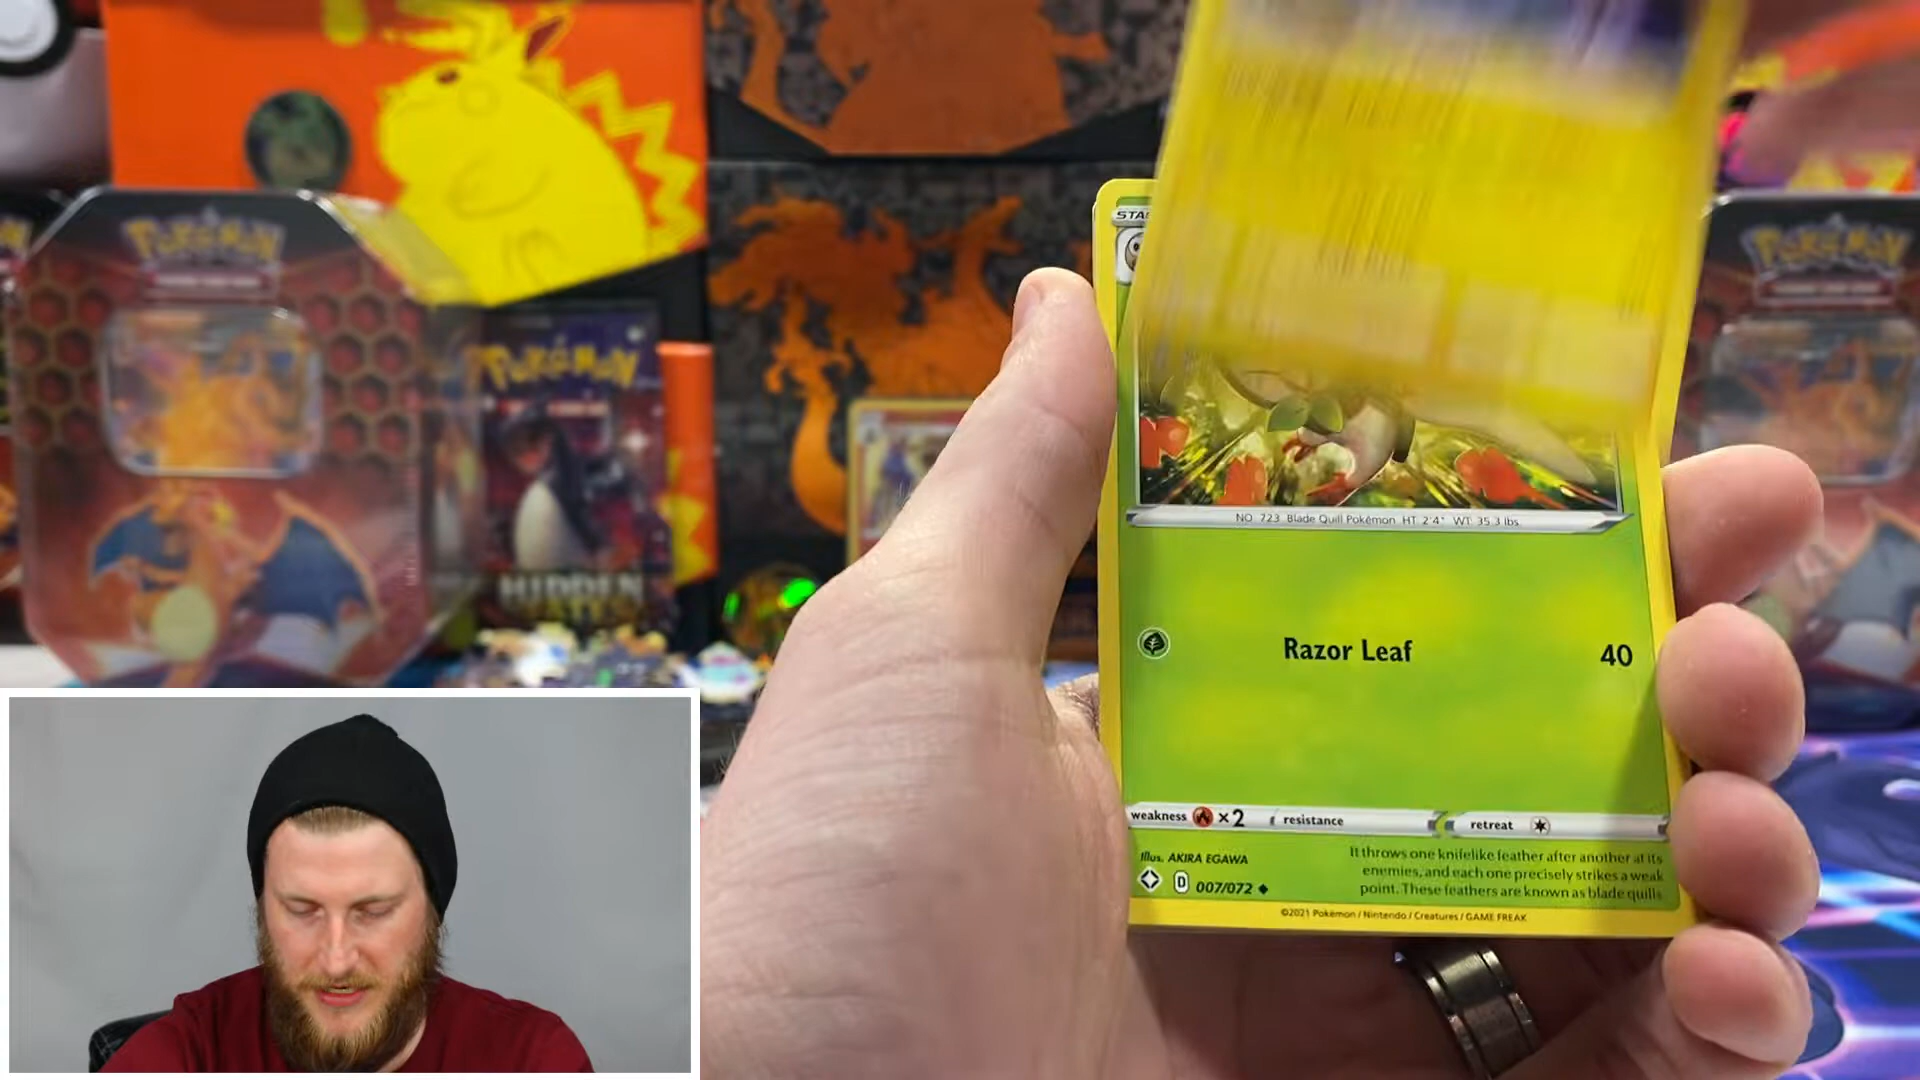 Pokémon
Pokémon
HIDDEN
FATES
Pokémon
STA
NO. 723 Blade Quill Pokémon HT: 2'4" WT: 35.3 lbs.
Razor Leaf 40
weakness ×2 resistance retreat
Illus. AKIRA EGAWA
D 007/072
It throws one knifelike feather after another at its
enemies, and each one precisely strikes a weak
point. These feathers are known as blade quills.
©2021 Pokémon / Nintendo / Creatures / GAME FREAK